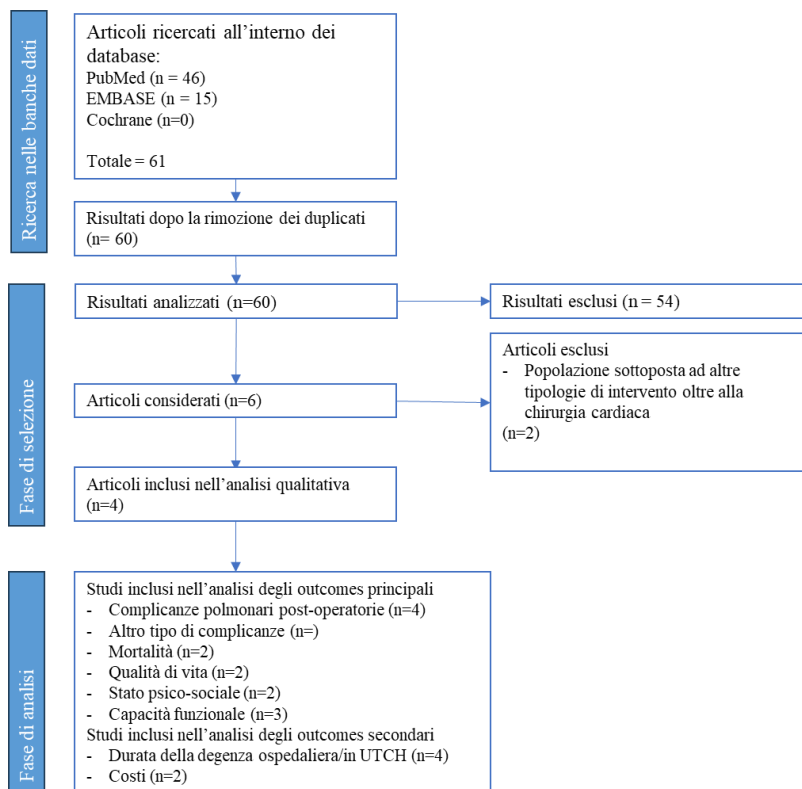 Ricerca nelle banche dati
Articoli ricercati all'interno dei
database:
PubMed (n = 46)
EMBASE (n = 15)
Cochrane (n=0)
Totale = 61
Risultati dopo la rimozione dei duplicati
(n= 60)
Fase di selezione
Risultati analizzati (n=60)
Risultati esclusi (n = 54)
Articoli considerati (n=6)
Articoli esclusi
- Popolazione sottoposta ad altre
tipologie di intervento oltre alla
chirurgia cardiaca
(n=2)
Articoli inclusi nell'analisi qualitativa
(n=4)
Fase di analisi
Studi inclusi nell'analisi degli outcomes principali
- Complicanze polmonari post-operatorie (n=4)
- Altro tipo di complicanze (n=)
- Mortalità (n=2)
- Qualità di vita (n=2)
- Stato psico-sociale (n=2)
- Capacità funzionale (n=3)
Studi inclusi nell'analisi degli outcomes secondari
- Durata della degenza ospedaliera/in UTCH (n=4)
- Costi (n=2)